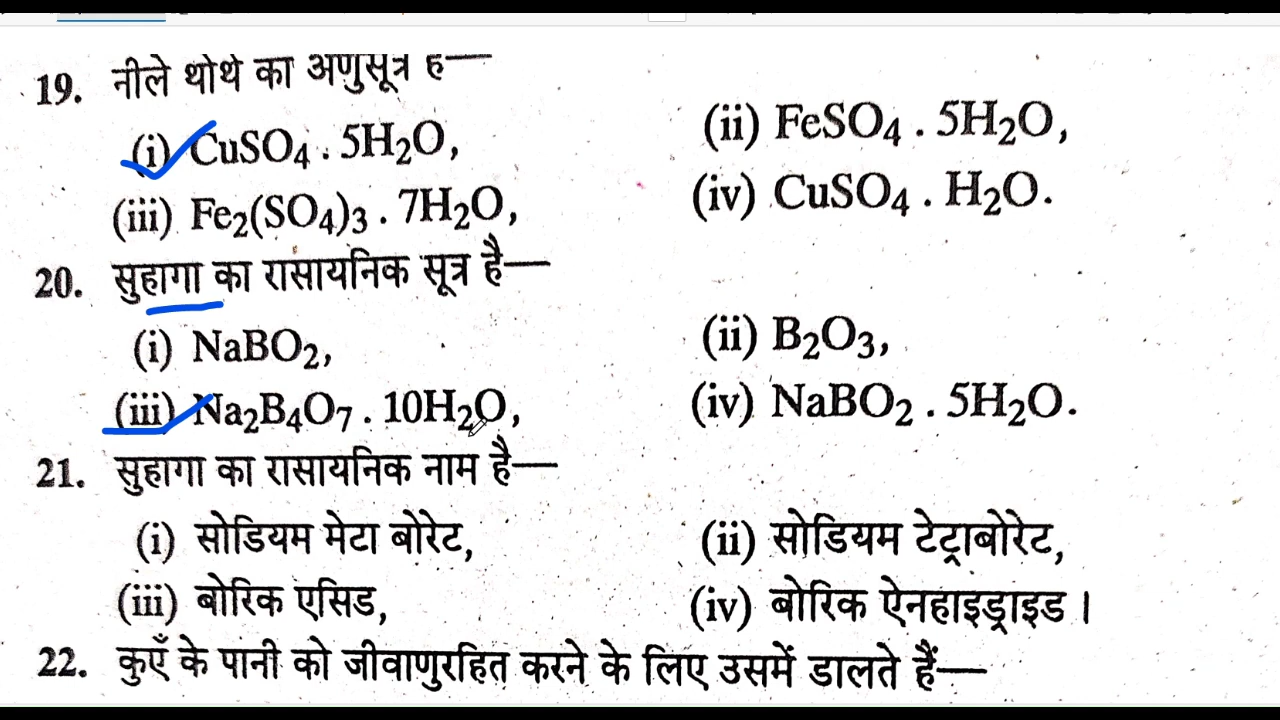 19. नीले थोथे का अणुसूत्र है—
(i) CuSO₄ . 5H₂O, (ii) FeSO₄ . 5H₂O,
(iii) Fe₂(SO₄)₃ . 7H₂O, (iv) CuSO₄ . H₂O.
20. सुहागा का रासायनिक सूत्र है—
(i) NaBO₂, (ii) B₂O₃,
(iii) Na₂B₄O₇ . 10H₂O, (iv) NaBO₂ . 5H₂O.
21. सुहागा का रासायनिक नाम है—
(i) सोडियम मेटा बोरेट, (ii) सोडियम टेट्राबोरेट,
(iii) बोरिक एसिड, (iv) बोरिक ऐनहाइड्राइड।
22. कुएँ के पानी को जीवाणुरहित करने के लिए उसमें डालते हैं—